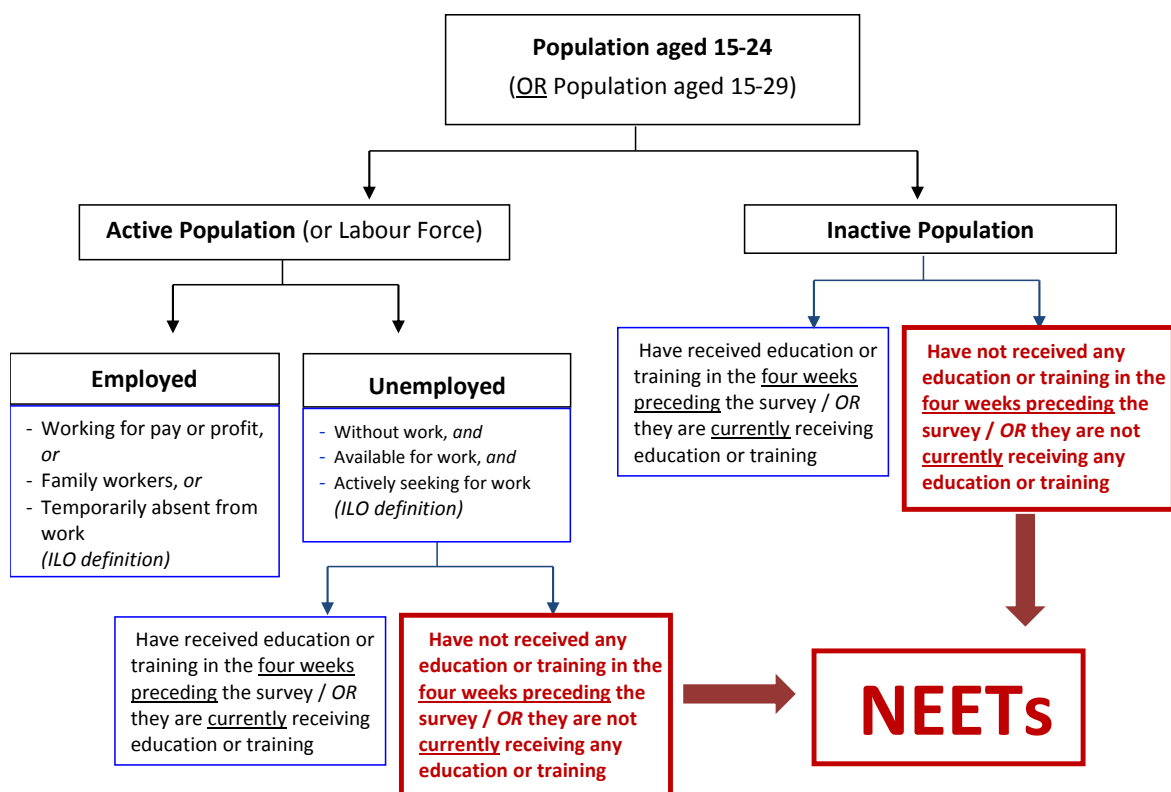 Population aged 15-24
(OR Population aged 15-29)
Active Population (or Labour Force)
Inactive Population
Employed
- Working for pay or profit,
or
- Family workers, or
- Temporarily absent from
work
(ILO definition)
Unemployed
- Without work, and
- Available for work, and
- Actively seeking for work
(ILO definition)
Have received education or
training in the four weeks
preceding the survey / OR
they are currently receiving
education or training
Have not received any
education or training in the
four weeks preceding the
survey / OR they are not
currently receiving any
education or training
Have received education or
training in the four weeks
preceding the survey / OR
they are currently receiving
education or training
Have not received any
education or training in the
four weeks preceding the
survey / OR they are not
currently receiving any
education or training
NEETs